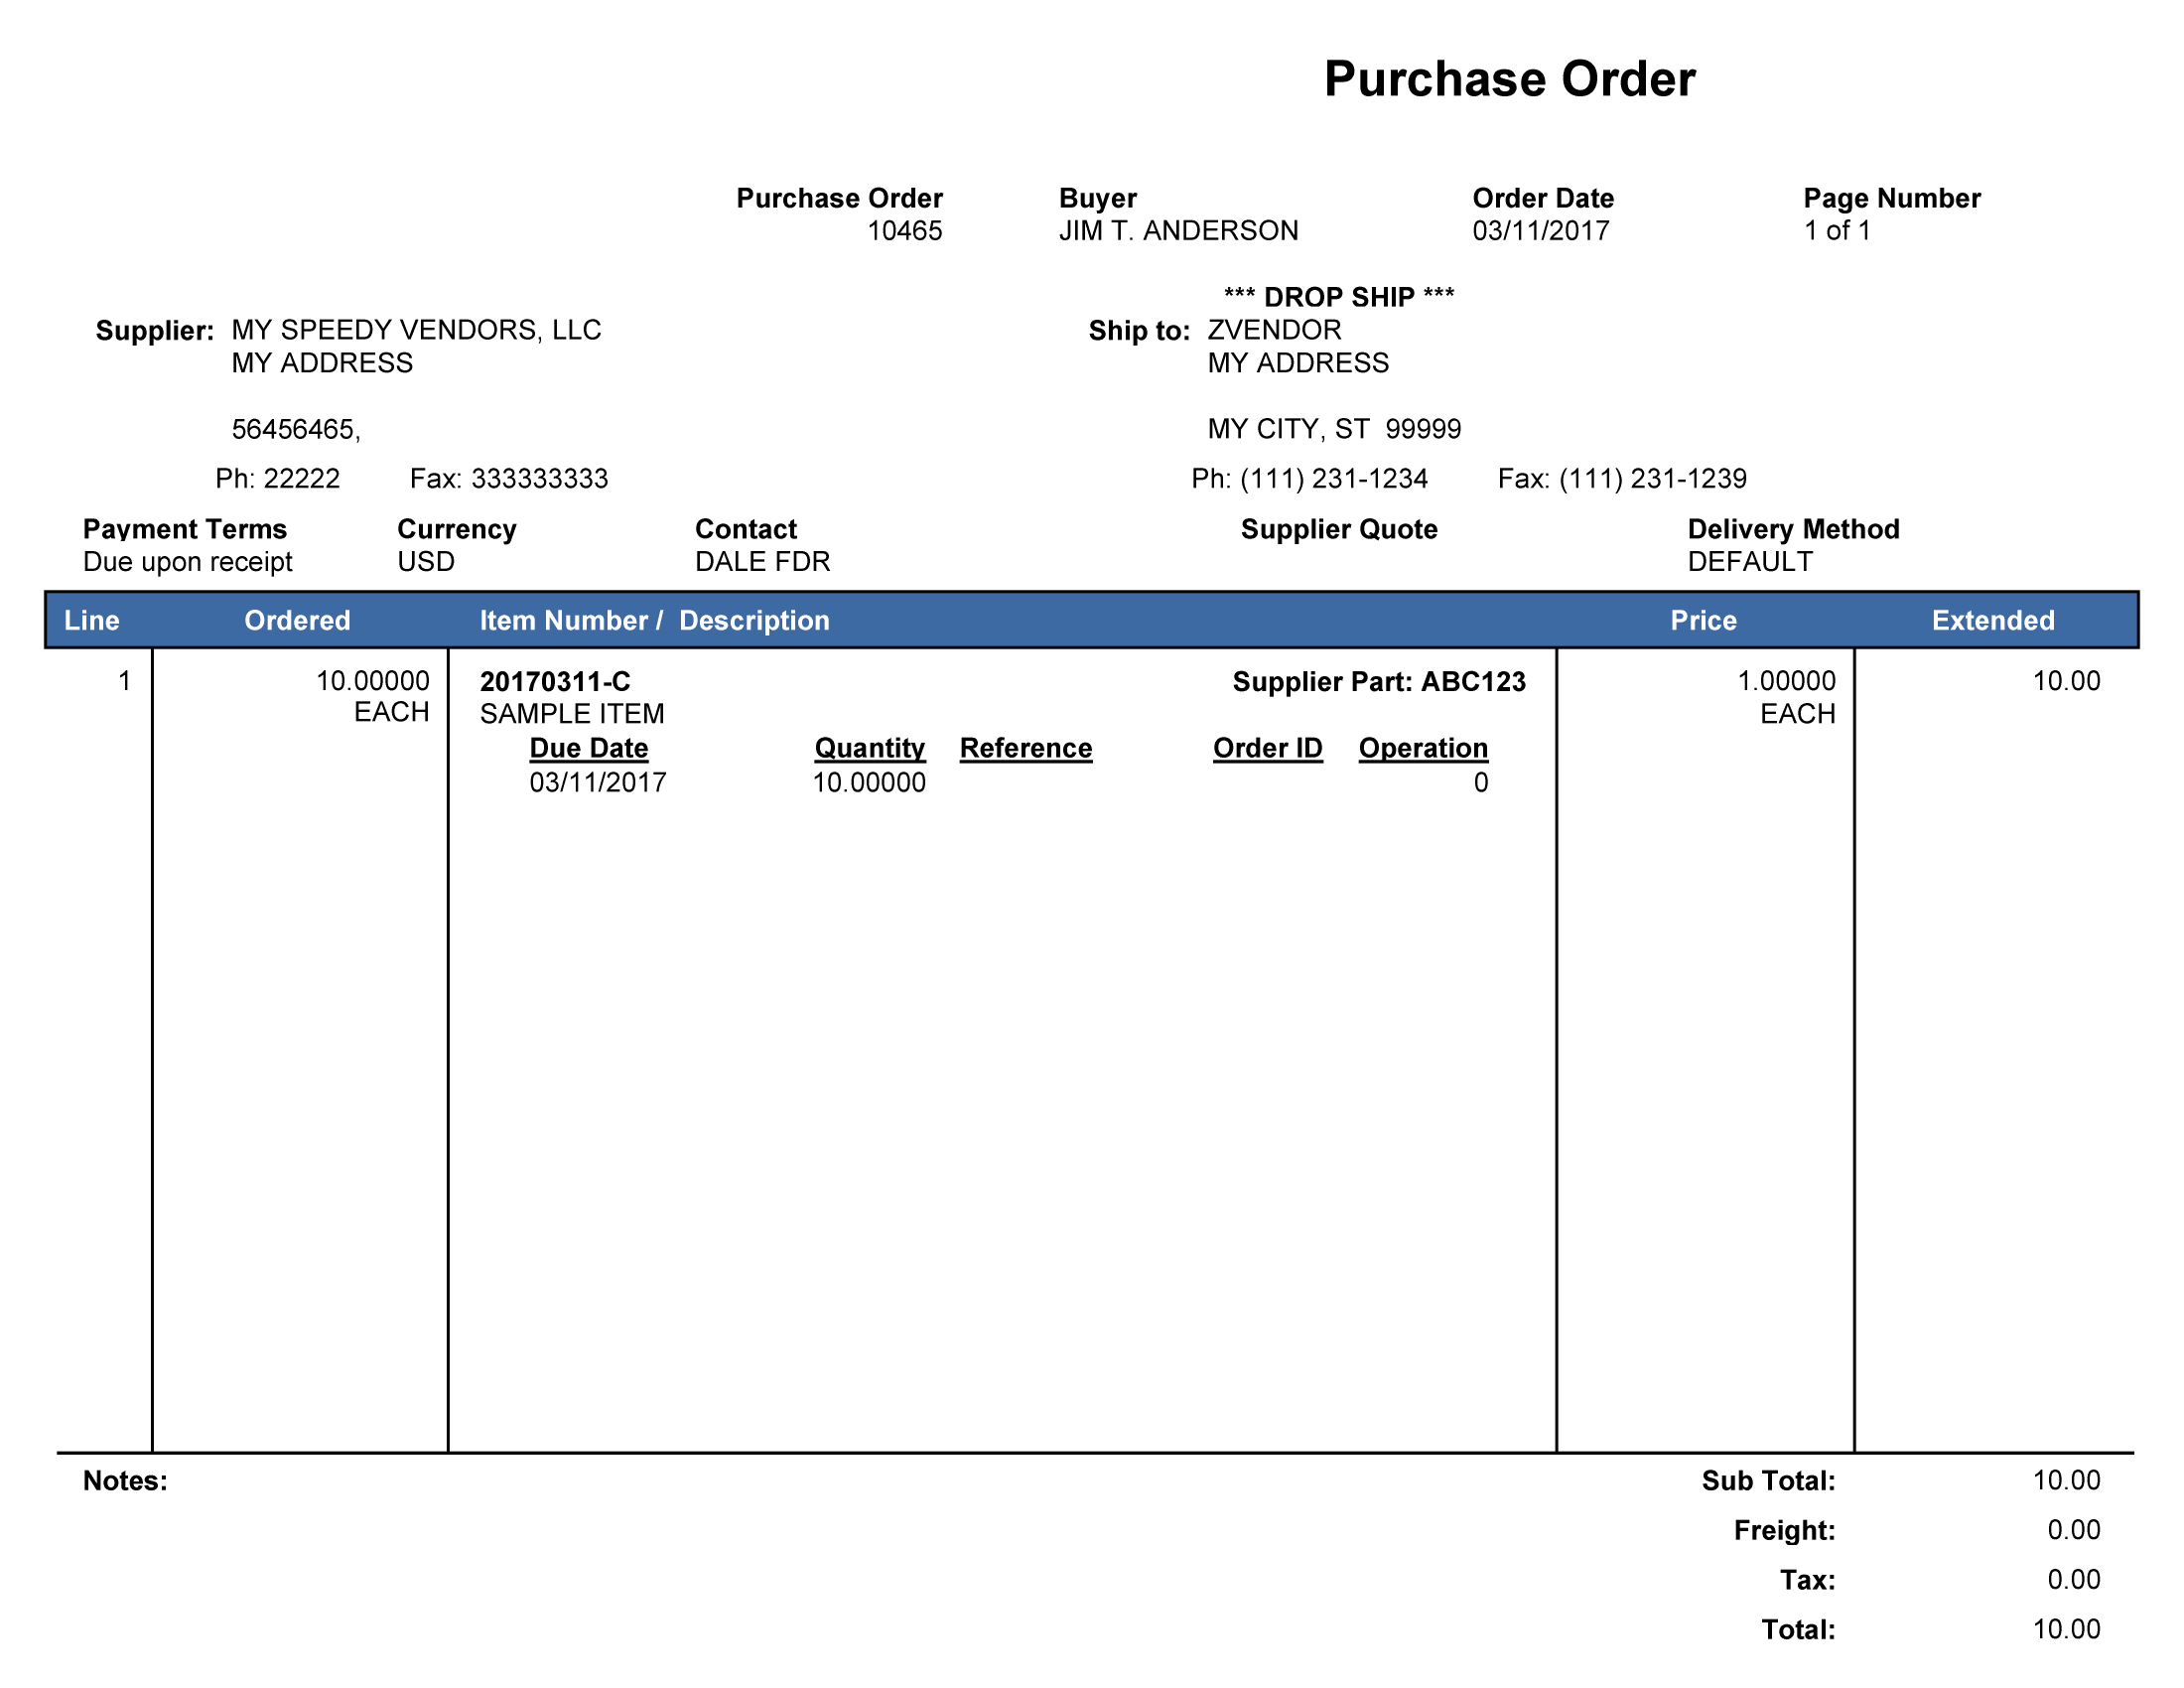 Purchase Order
Purchase Order Buyer Order Date Page Number
10465 JIM T. ANDERSON 03/11/2017 1 of 1
*** DROP SHIP ***
Supplier: MY SPEEDY VENDORS, LLC Ship to: ZVENDOR
MY ADDRESS MY ADDRESS
56456465, MY CITY, ST 99999
Ph: 22222 Fax: 333333333 Ph: (111) 231-1234 Fax: (111) 231-1239
Payment Terms Currency Contact Supplier Quote Delivery Method
Due upon receipt USD DALE FDR DEFAULT
Line Ordered Item Number / Description Price Extended
1 10.00000 20170311-C Supplier Part: ABC123 1.00000 10.00
EACH SAMPLE ITEM EACH
Due Date Quantity Reference Order ID Operation
03/11/2017 10.00000 0
Notes: Sub Total: 10.00
Freight: 0.00
Tax: 0.00
Total: 10.00